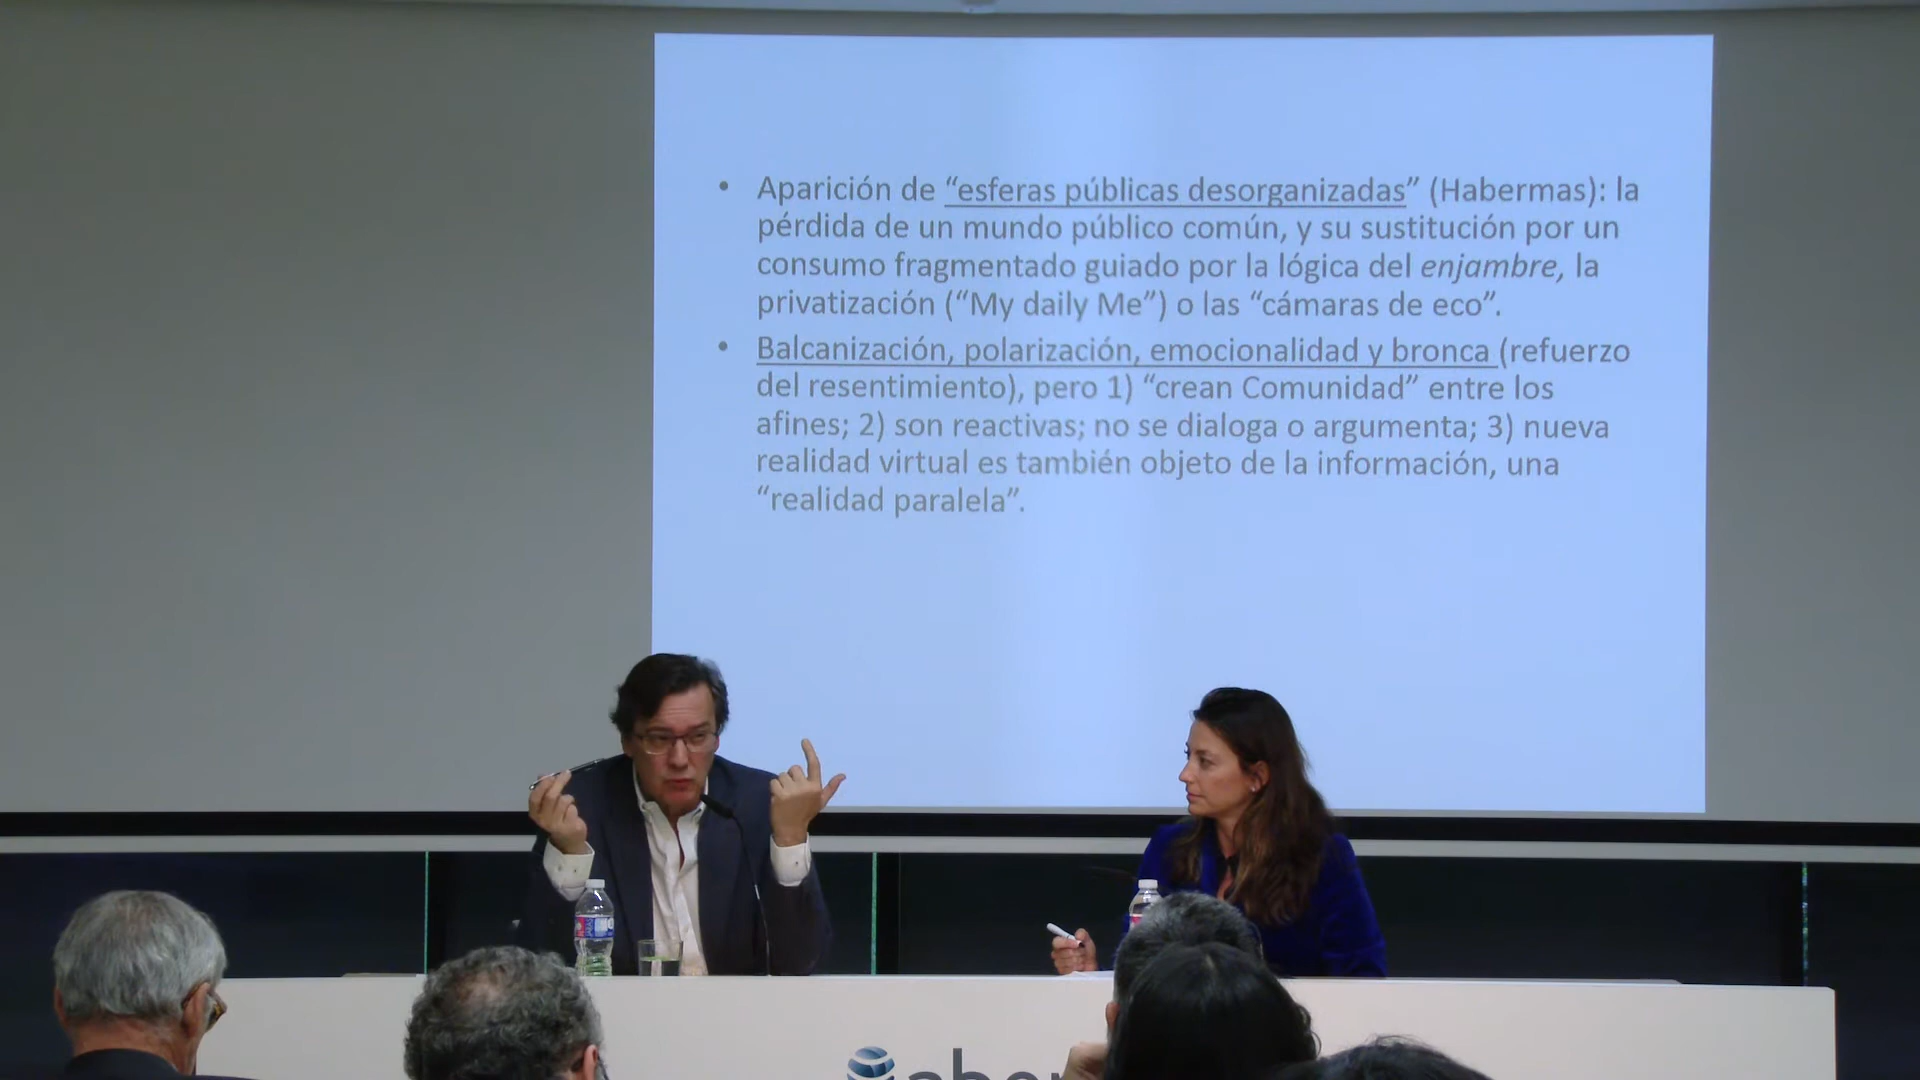 • Aparición de “esferas públicas desorganizadas” (Habermas): la
pérdida de un mundo público común, y su sustitución por un
consumo fragmentado guiado por la lógica del enjambre, la
privatización (“My daily Me”) o las “cámaras de eco”.
• Balcanización, polarización, emocionalidad y bronca (refuerzo
del resentimiento), pero 1) “crean Comunidad” entre los
afines; 2) son reactivas; no se dialoga o argumenta; 3) nueva
realidad virtual es también objeto de la información, una
“realidad paralela”.